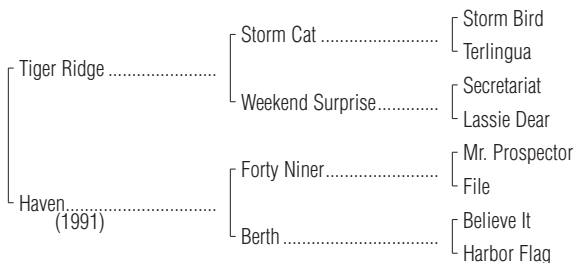 Storm Bird
Storm Cat ........................................
Terlingua
Tiger Ridge ........................................
Secretariat
Weekend Surprise........................................
Lassie Dear
Mr. Prospector
Forty Niner........................................
File
Haven........................................
(1991)
Believe It
Berth ........................................
Harbor Flag